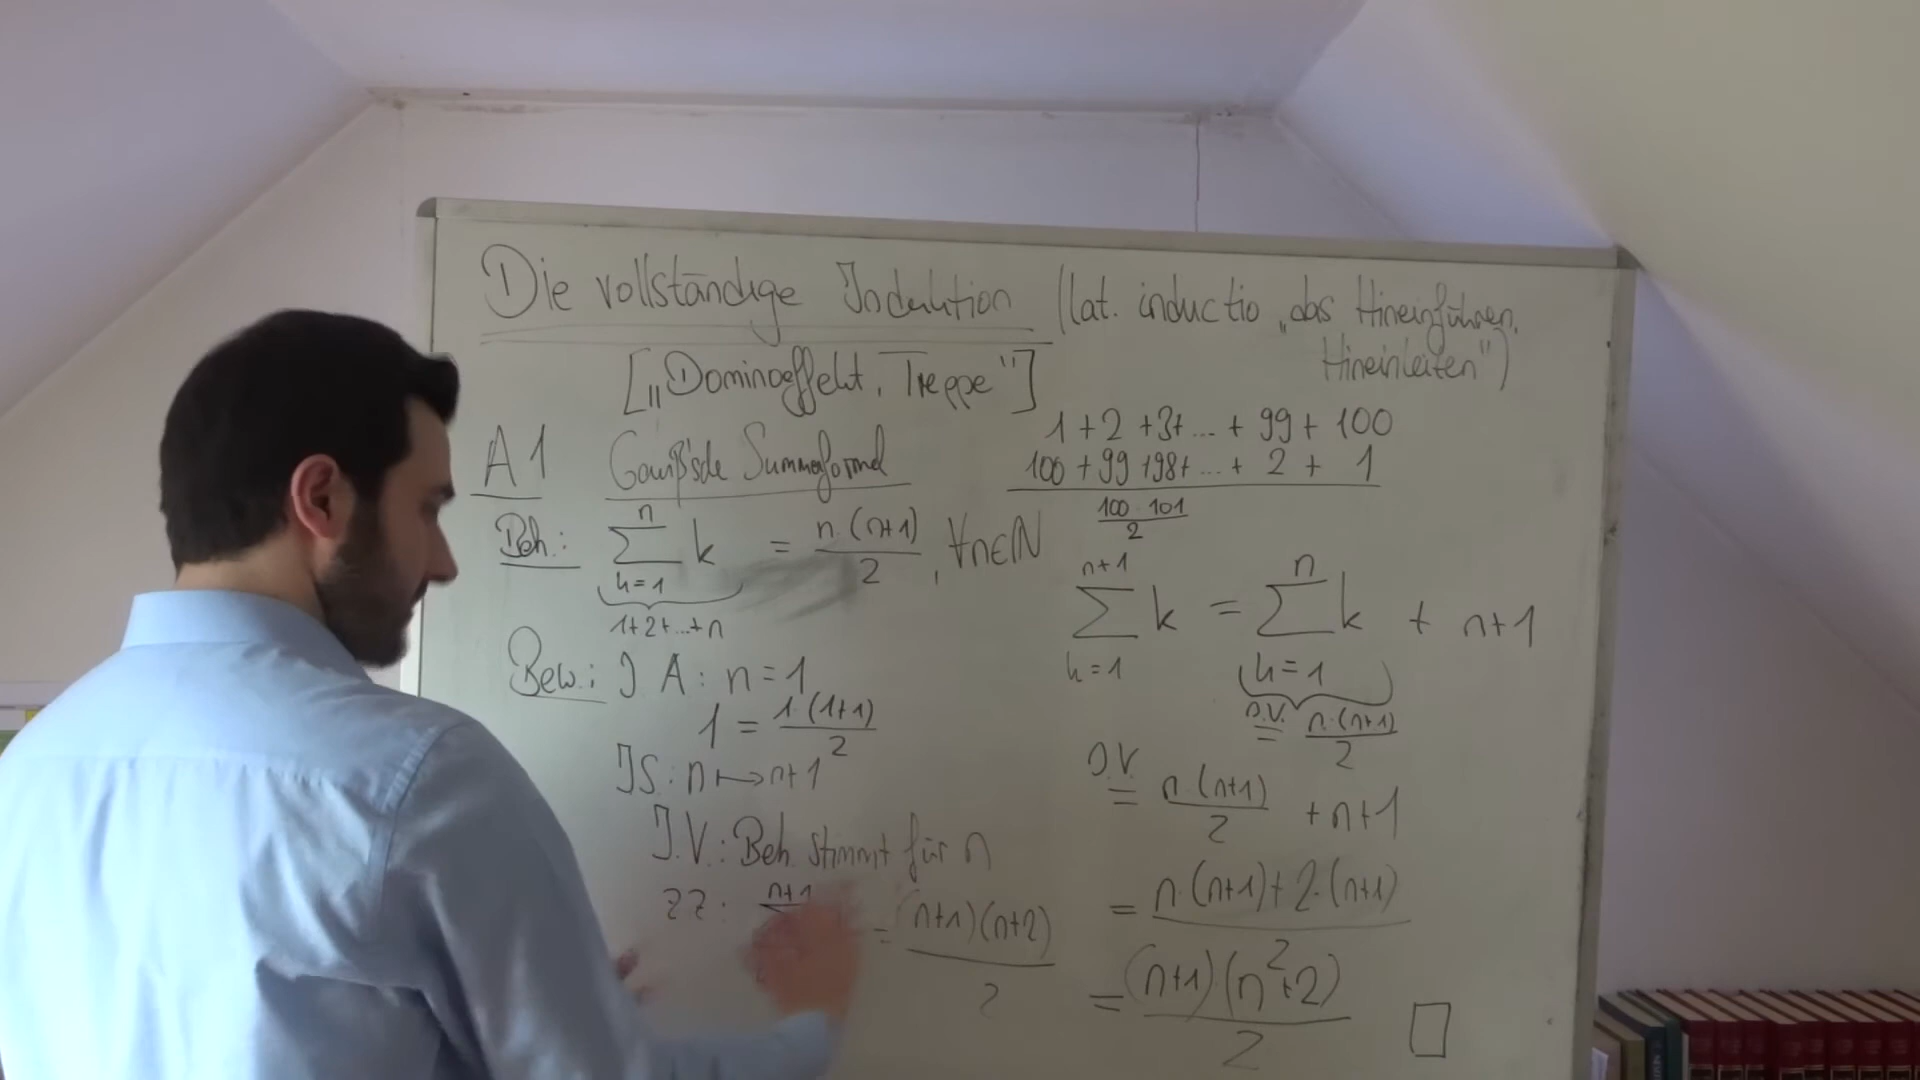 Die vollständige Induktion (lat. inductio „das Hineinführen,
Hineinleiten")
[„Dominoeffekt, Treppe"]
A1 Gauß'sche Summenformel
Beh.: ∑ k = n·(n+1)/2, ∀n∈ℕ
n
k=1
1+2+...+n
Bew.: I A: n=1
1 = 1·(1+1)/2
IS: n ↦ n+1
I.V.: Beh. stimmt für n
ZZ: n+1
= (n+1)(n+2)/2
1 + 2 + 3 + ... + 99 + 100
100 + 99 + 98 + ... + 2 + 1
100·101/2
n+1 n
∑ k = ∑ k + n+1
k=1 k=1
I.V. = n·(n+1)/2
I.V. = n·(n+1)/2 + n+1
= n·(n+1)+2·(n+1)/2
= (n+1)·(n+2)/2 □